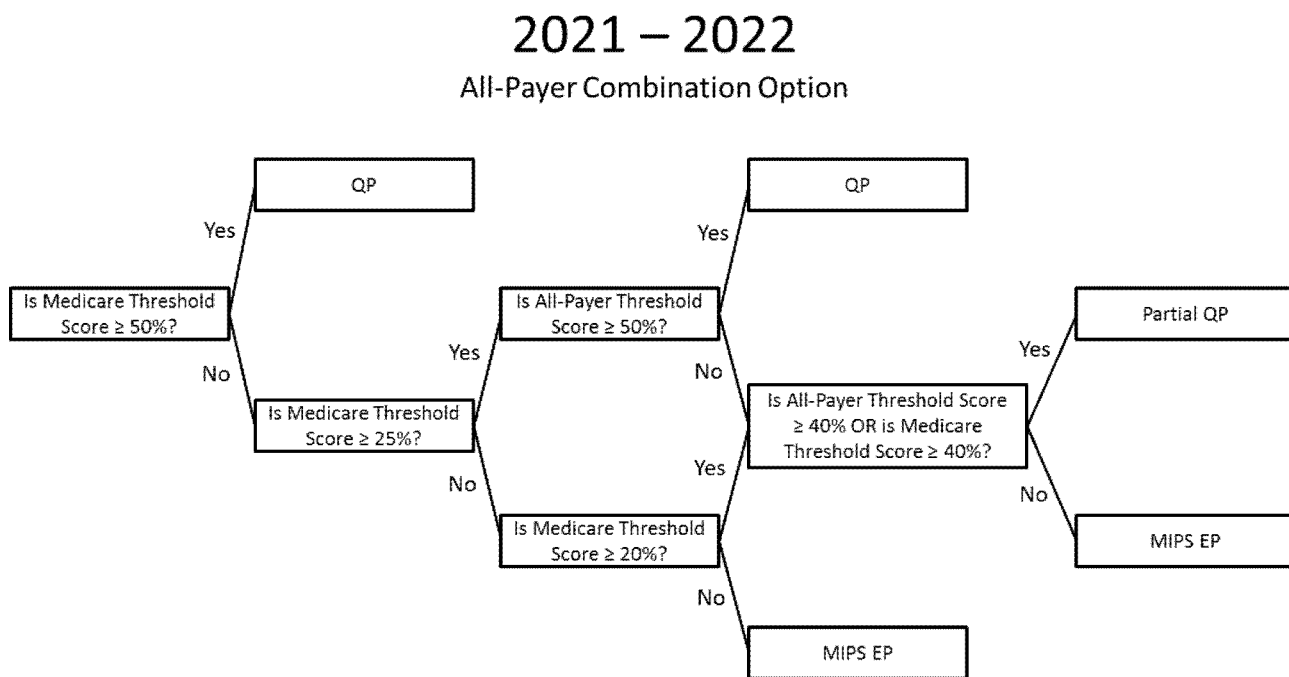 2021 – 2022
All-Payer Combination Option
QP
QP
Yes
Yes
Is Medicare Threshold
Score ≥ 50%?
Is All-Payer Threshold
Score ≥ 50%?
Partial QP
Yes
Yes
No
No
Is Medicare Threshold
Score ≥ 25%?
Is All-Payer Threshold Score
≥ 40% OR is Medicare
Threshold Score ≥ 40%?
Yes
No
No
Is Medicare Threshold
Score ≥ 20%?
MIPS EP
No
MIPS EP